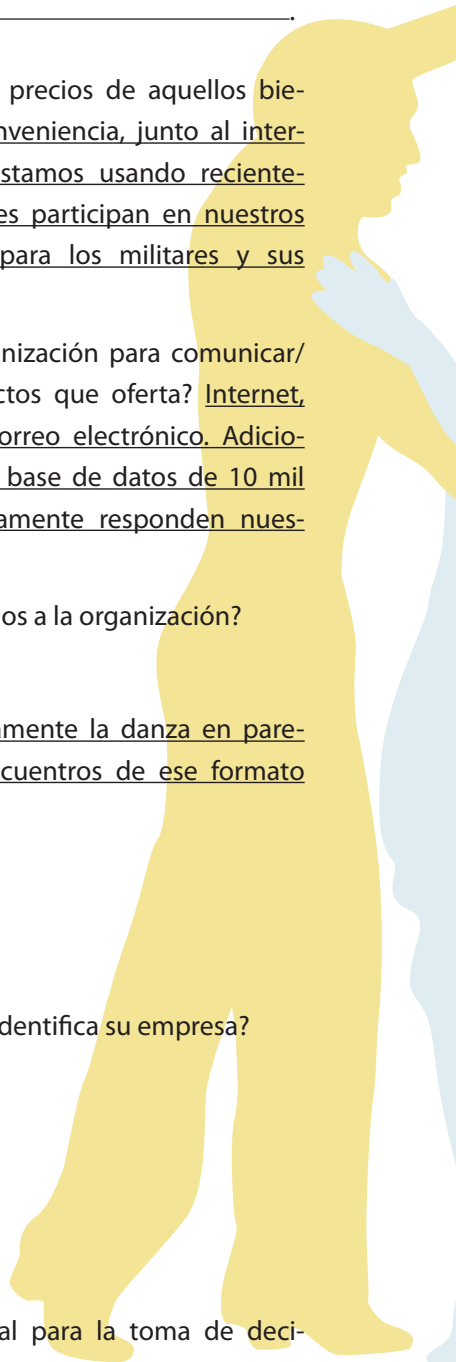 precios de aquellos bie-
nveniencia, junto al inter-
stamos usando reciente-
es participan en nuestros
para los militares y sus
nización para comunicar/
ctos que oferta? Internet,
orreo electrónico. Adicio-
base de datos de 10 mil
amente responden nues-
os a la organización?
amente la danza en pare-
cuentros de ese formato
identifica su empresa?
al para la toma de deci-